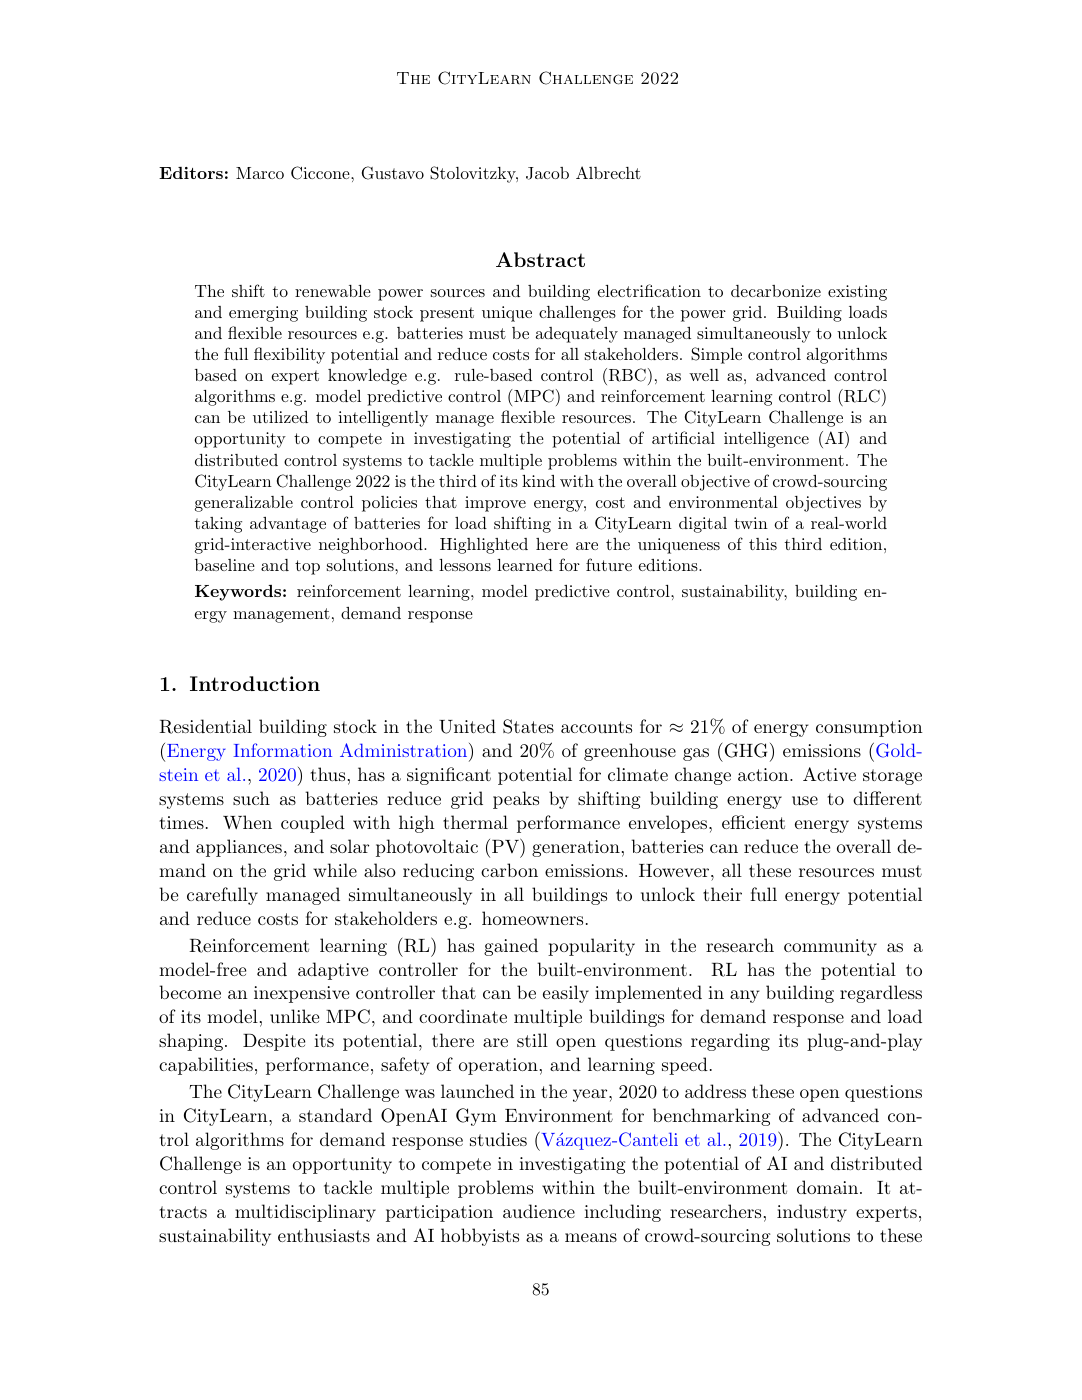 The CityLearn Challenge 2022
Editors: Marco Ciccone, Gustavo Stolovitzky, Jacob Albrecht
Abstract
The shift to renewable power sources and building electrification to decarbonize existing
and emerging building stock present unique challenges for the power grid. Building loads
and flexible resources e.g. batteries must be adequately managed simultaneously to unlock
the full flexibility potential and reduce costs for all stakeholders. Simple control algorithms
based on expert knowledge e.g. rule-based control (RBC), as well as, advanced control
algorithms e.g. model predictive control (MPC) and reinforcement learning control (RLC)
can be utilized to intelligently manage flexible resources. The CityLearn Challenge is an
opportunity to compete in investigating the potential of artificial intelligence (AI) and
distributed control systems to tackle multiple problems within the built-environment. The
CityLearn Challenge 2022 is the third of its kind with the overall objective of crowd-sourcing
generalizable control policies that improve energy, cost and environmental objectives by
taking advantage of batteries for load shifting in a CityLearn digital twin of a real-world
grid-interactive neighborhood. Highlighted here are the uniqueness of this third edition,
baseline and top solutions, and lessons learned for future editions.
Keywords: reinforcement learning, model predictive control, sustainability, building en-
ergy management, demand response
1. Introduction
Residential building stock in the United States accounts for ≈ 21% of energy consumption
(Energy Information Administration) and 20% of greenhouse gas (GHG) emissions (Gold-
stein et al., 2020) thus, has a significant potential for climate change action. Active storage
systems such as batteries reduce grid peaks by shifting building energy use to different
times. When coupled with high thermal performance envelopes, efficient energy systems
and appliances, and solar photovoltaic (PV) generation, batteries can reduce the overall de-
mand on the grid while also reducing carbon emissions. However, all these resources must
be carefully managed simultaneously in all buildings to unlock their full energy potential
and reduce costs for stakeholders e.g. homeowners.
Reinforcement learning (RL) has gained popularity in the research community as a
model-free and adaptive controller for the built-environment. RL has the potential to
become an inexpensive controller that can be easily implemented in any building regardless
of its model, unlike MPC, and coordinate multiple buildings for demand response and load
shaping. Despite its potential, there are still open questions regarding its plug-and-play
capabilities, performance, safety of operation, and learning speed.
The CityLearn Challenge was launched in the year, 2020 to address these open questions
in CityLearn, a standard OpenAI Gym Environment for benchmarking of advanced con-
trol algorithms for demand response studies (Vázquez-Canteli et al., 2019). The CityLearn
Challenge is an opportunity to compete in investigating the potential of AI and distributed
control systems to tackle multiple problems within the built-environment domain. It at-
tracts a multidisciplinary participation audience including researchers, industry experts,
sustainability enthusiasts and AI hobbyists as a means of crowd-sourcing solutions to these
85